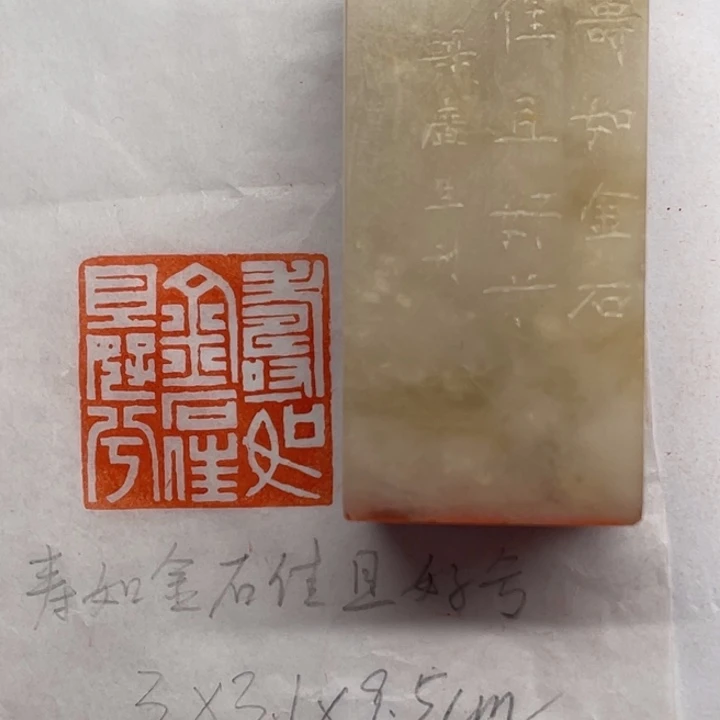 壽如金石
佳且好兮
壽如
金石佳
且好兮
寿如金石佳且好兮
3×3.1×9.5cm